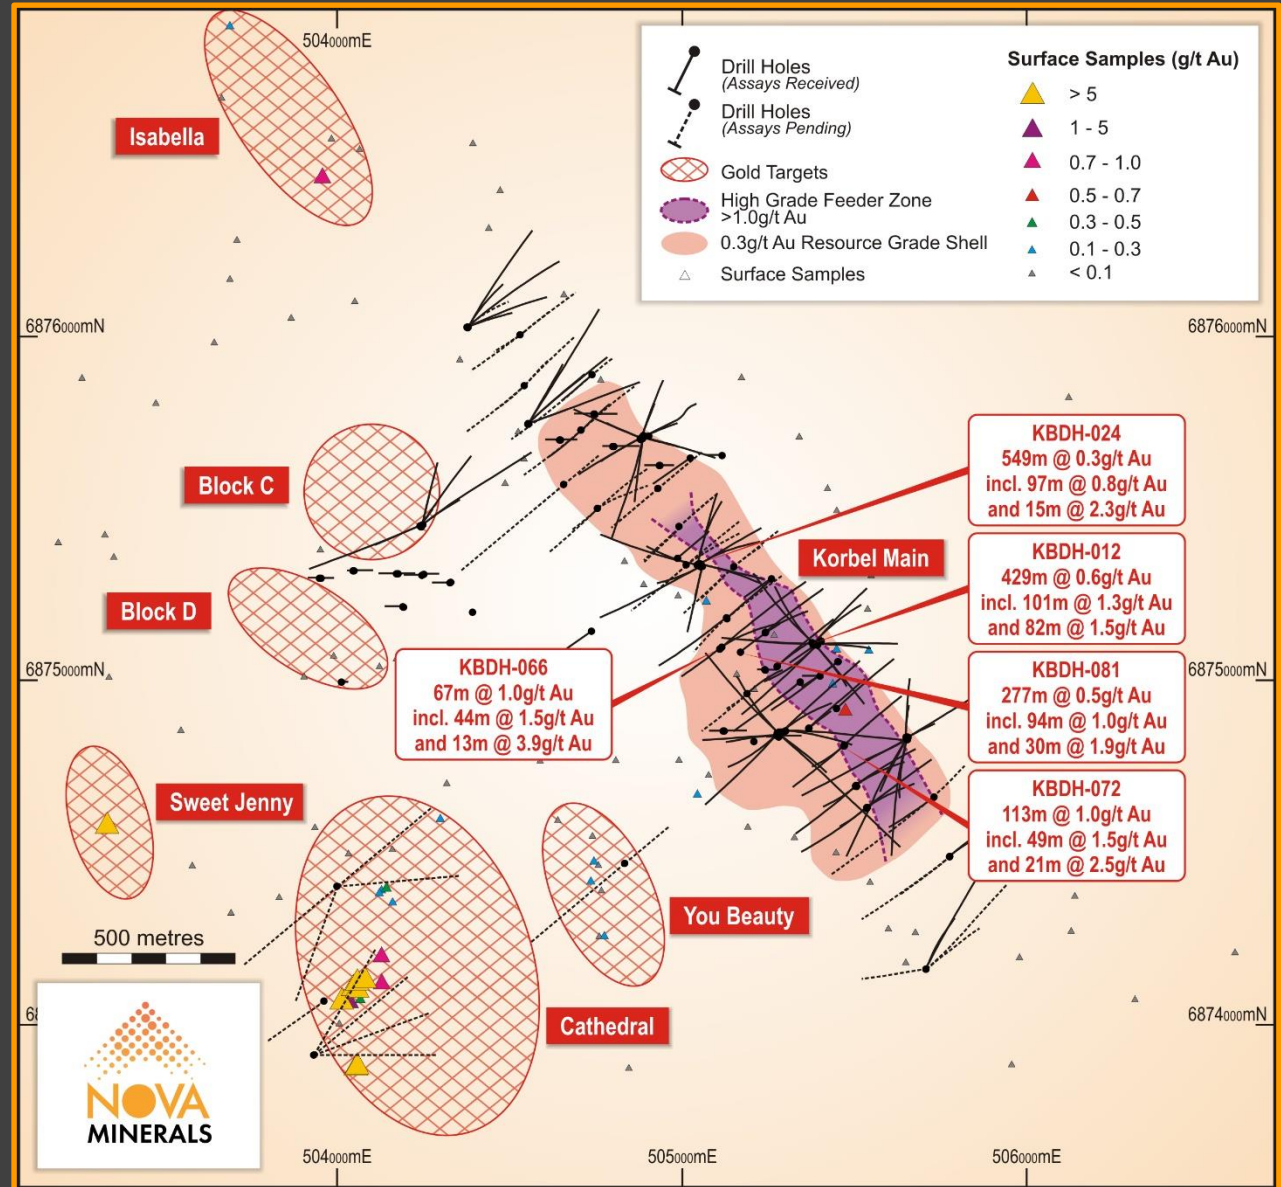 504000mE
Drill Holes
(Assays Received)
Drill Holes
(Assays Pending)
Gold Targets
High Grade Feeder Zone
>1.0g/t Au
0.3g/t Au Resource Grade Shell
Surface Samples
Surface Samples (g/t Au)
> 5
1 - 5
0.7 - 1.0
0.5 - 0.7
0.3 - 0.5
0.1 - 0.3
< 0.1
Isabella
6876000mN
6876000mN
KBDH-024
549m @ 0.3g/t Au
incl. 97m @ 0.8g/t Au
and 15m @ 2.3g/t Au
Block C
Korbel Main
KBDH-012
429m @ 0.6g/t Au
incl. 101m @ 1.3g/t Au
and 82m @ 1.5g/t Au
Block D
6875000mN
6875000mN
KBDH-066
67m @ 1.0g/t Au
incl. 44m @ 1.5g/t Au
and 13m @ 3.9g/t Au
KBDH-081
277m @ 0.5g/t Au
incl. 94m @ 1.0g/t Au
and 30m @ 1.9g/t Au
KBDH-072
113m @ 1.0g/t Au
incl. 49m @ 1.5g/t Au
and 21m @ 2.5g/t Au
Sweet Jenny
You Beauty
500 metres
Cathedral
6874000mN
NOVA
MINERALS
504000mE
505000mE
506000mE